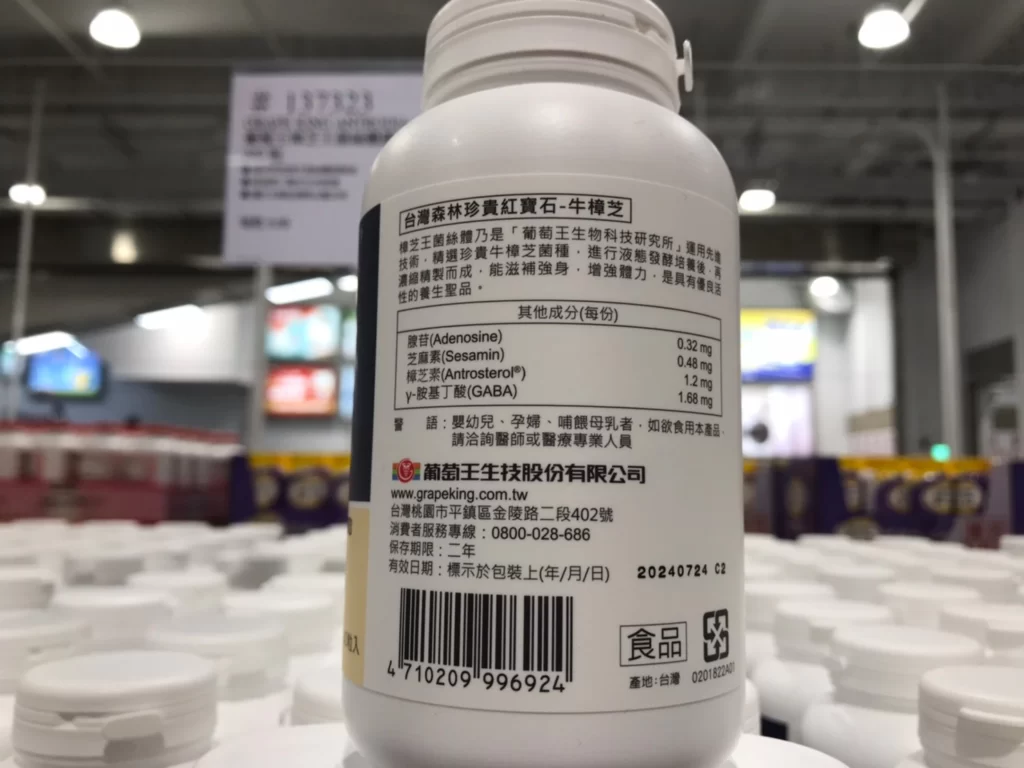 137323
台灣森林珍貴紅寶石-牛樟芝
樟芝王菌絲體乃是「葡萄王生物科技研究所」運用先進
技術，精選珍貴牛樟芝菌種，進行液態發酵培養後，再
濃縮精製而成，能滋補強身，增強體力，是具有優良活
性的養生聖品。
其他成分(每份)
腺苷(Adenosine) 0.32 mg
芝麻素(Sesamin) 0.48 mg
樟芝素(Antrosterol®) 1.2 mg
γ-胺基丁酸(GABA) 1.68 mg
醫 語：嬰幼兒、孕婦、哺餵母乳者，如欲食用本產品，
請洽詢醫師或醫療專業人員
葡萄王生技股份有限公司
www.grapeking.com.tw
台灣桃園市平鎮區金陵路二段402號
消費者服務專線：0800-028-686
保存期限：二年
有效日期：標示於包裝上(年/月/日) 20240724 C2
4 710209 996924
食品
產地:台灣 0201822A01
粒入